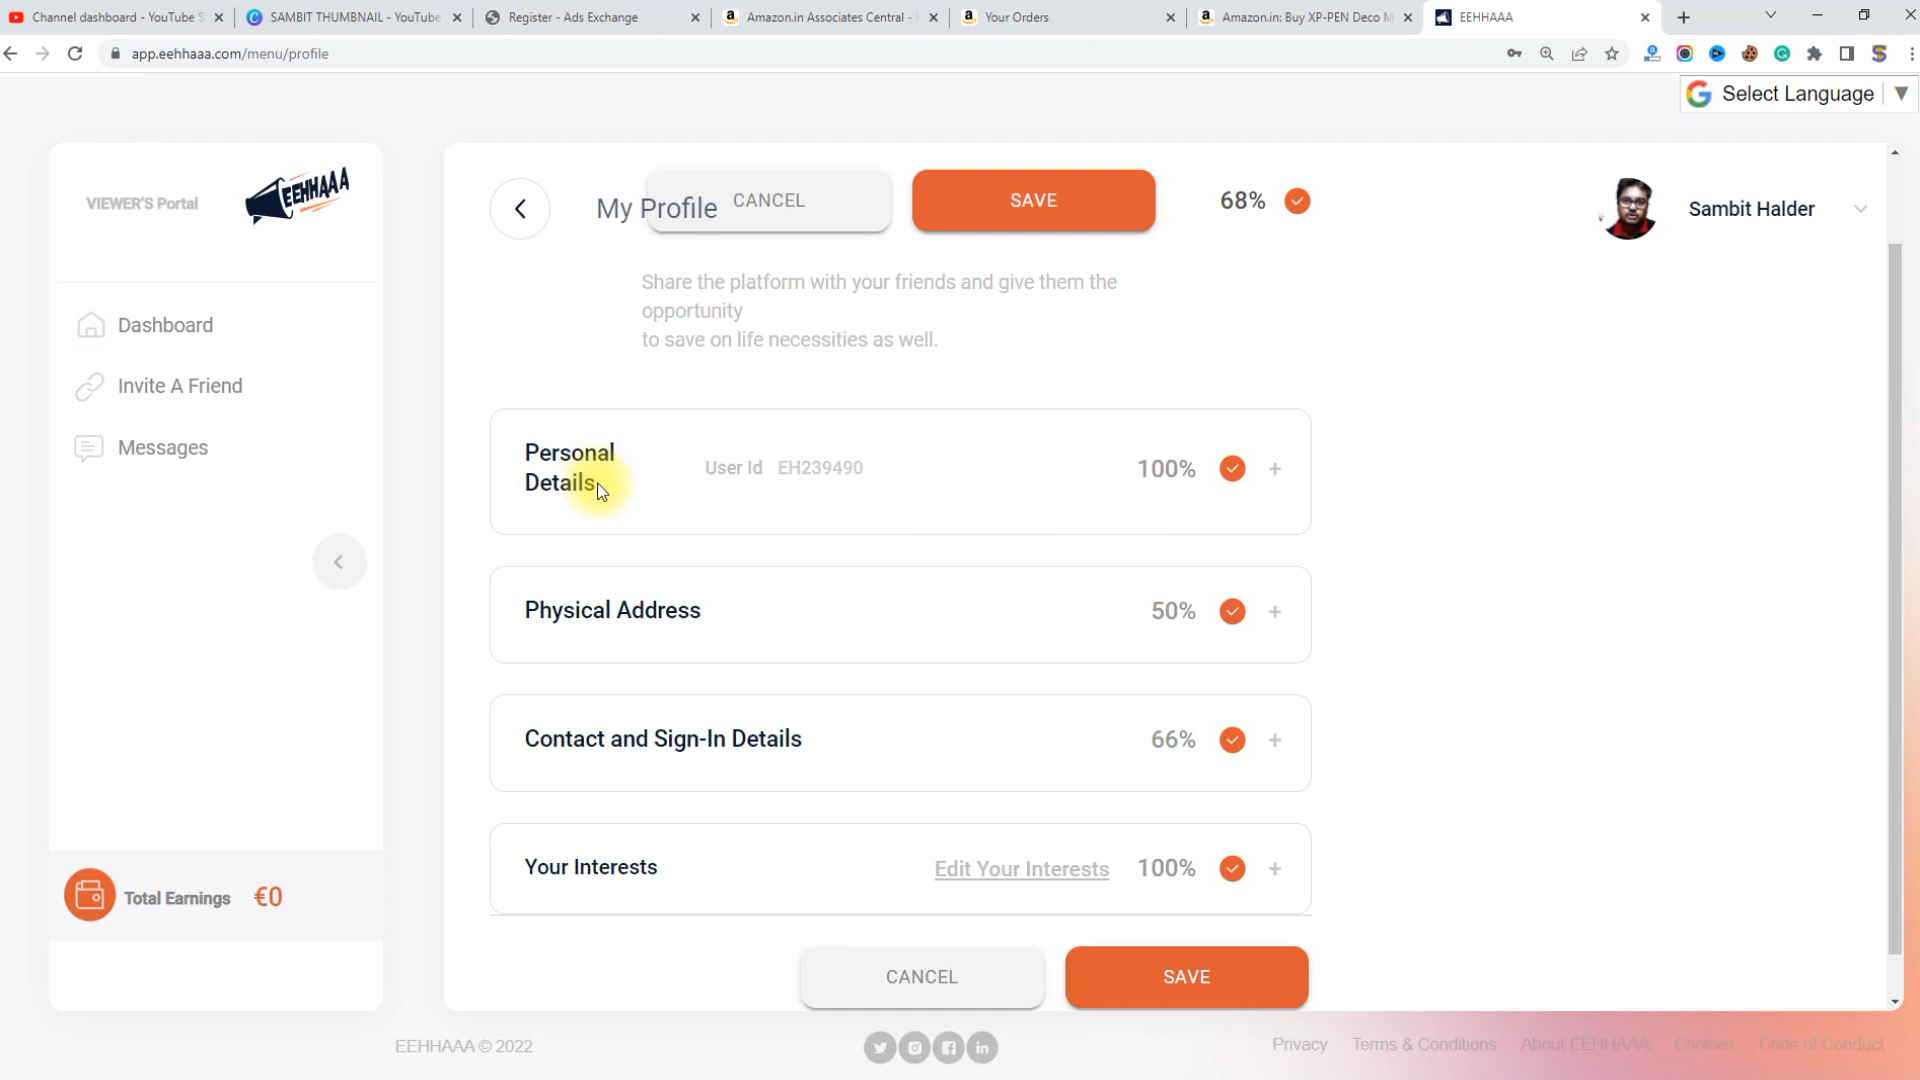 Channel dashboard - YouTube S
SAMBIT THUMBNAIL - YouTube
Register - Ads Exchange
Amazon.in Associates Central -
Your Orders
Amazon.in: Buy XP-PEN Deco M
EEHHAAA
app.eehhaaa.com/menu/profile
G Select Language ▼
VIEWER'S Portal
EEHHAAA
My Profile
CANCEL
SAVE
68%
Sambit Halder
Share the platform with your friends and give them the
opportunity
to save on life necessities as well.
Dashboard
Invite A Friend
Messages
Personal
Details
User Id EH239490
100%
+
Physical Address
50%
+
Contact and Sign-In Details
66%
+
Your Interests
Edit Your Interests
100%
+
Total Earnings €0
CANCEL
SAVE
EEHHAAA © 2022
Privacy
Terms & Conditions
About EEHHAAA
Cookies
Code of Conduct